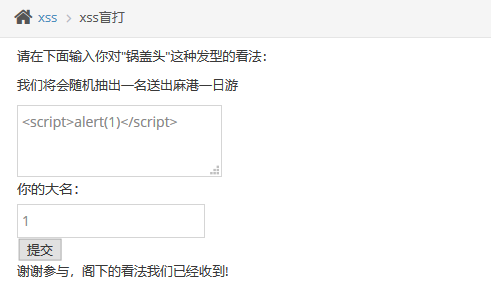 xss > xss盲打
请在下面输入你对"锅盖头"这种发型的看法：
我们将会随机抽出一名送出麻港一日游
<script>alert(1)</script>
你的大名：
1
提交
谢谢参与，阁下的看法我们已经收到!